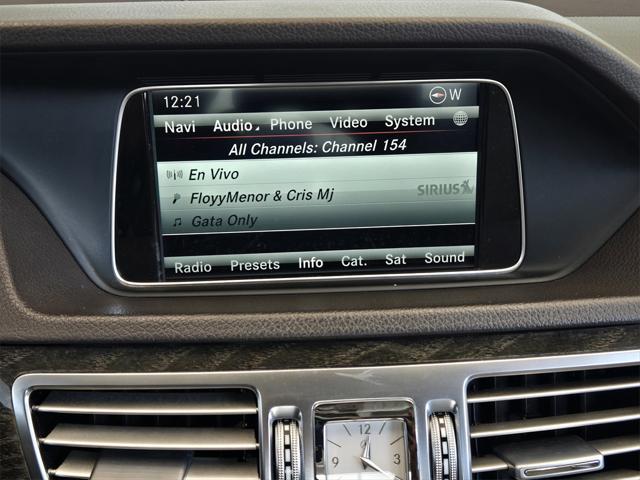 12:21 W
Navi Audio Phone Video System
All Channels: Channel 154
En Vivo
FloyyMenor & Cris Mj
SIRIUS
Gata Only
Radio Presets Info Cat. Sat Sound
12
9 3